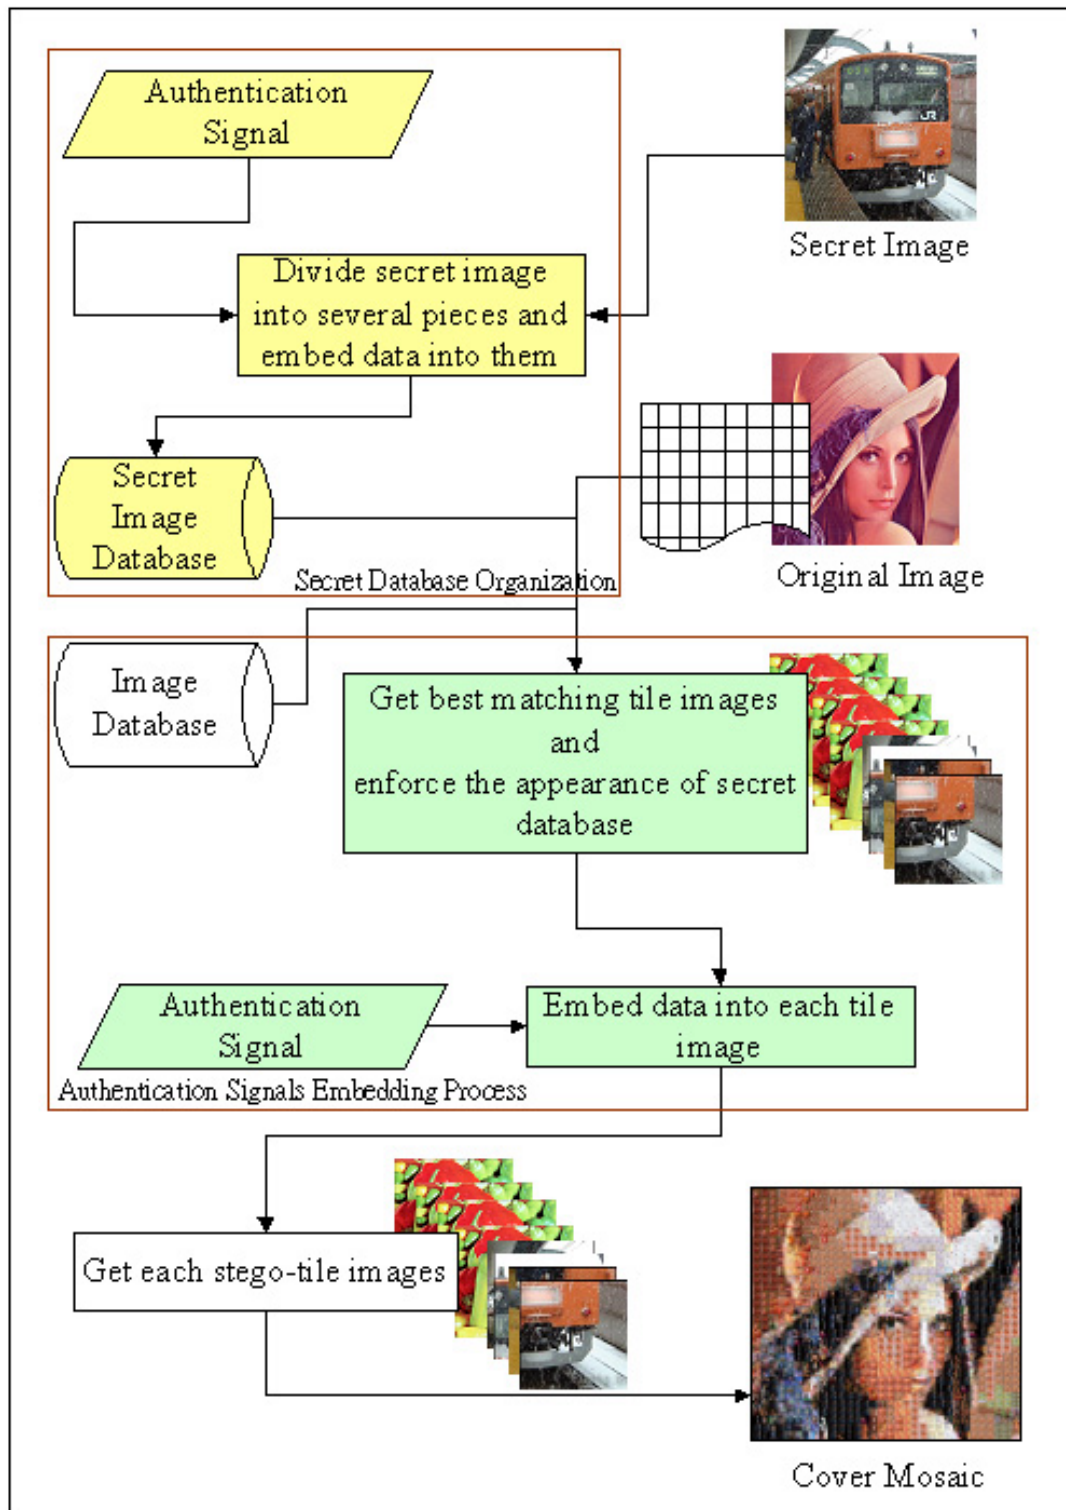 Authentication
Signal
Secret Image
Divide secret image
into several pieces and
embed data into them
Secret
Image
Database
Secret Database Organization
Original Image
Image
Database
Get best matching tile images
and
enforce the appearance of secret
database
Authentication
Signal
Embed data into each tile
image
Authentication Signals Embedding Process
Get each stego-tile images
Cover Mosaic
JR